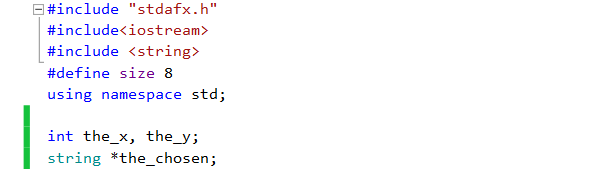 #include "stdafx.h"
#include<iostream>
#include <string>
#define size 8
using namespace std;
int the_x, the_y;
string *the_chosen;